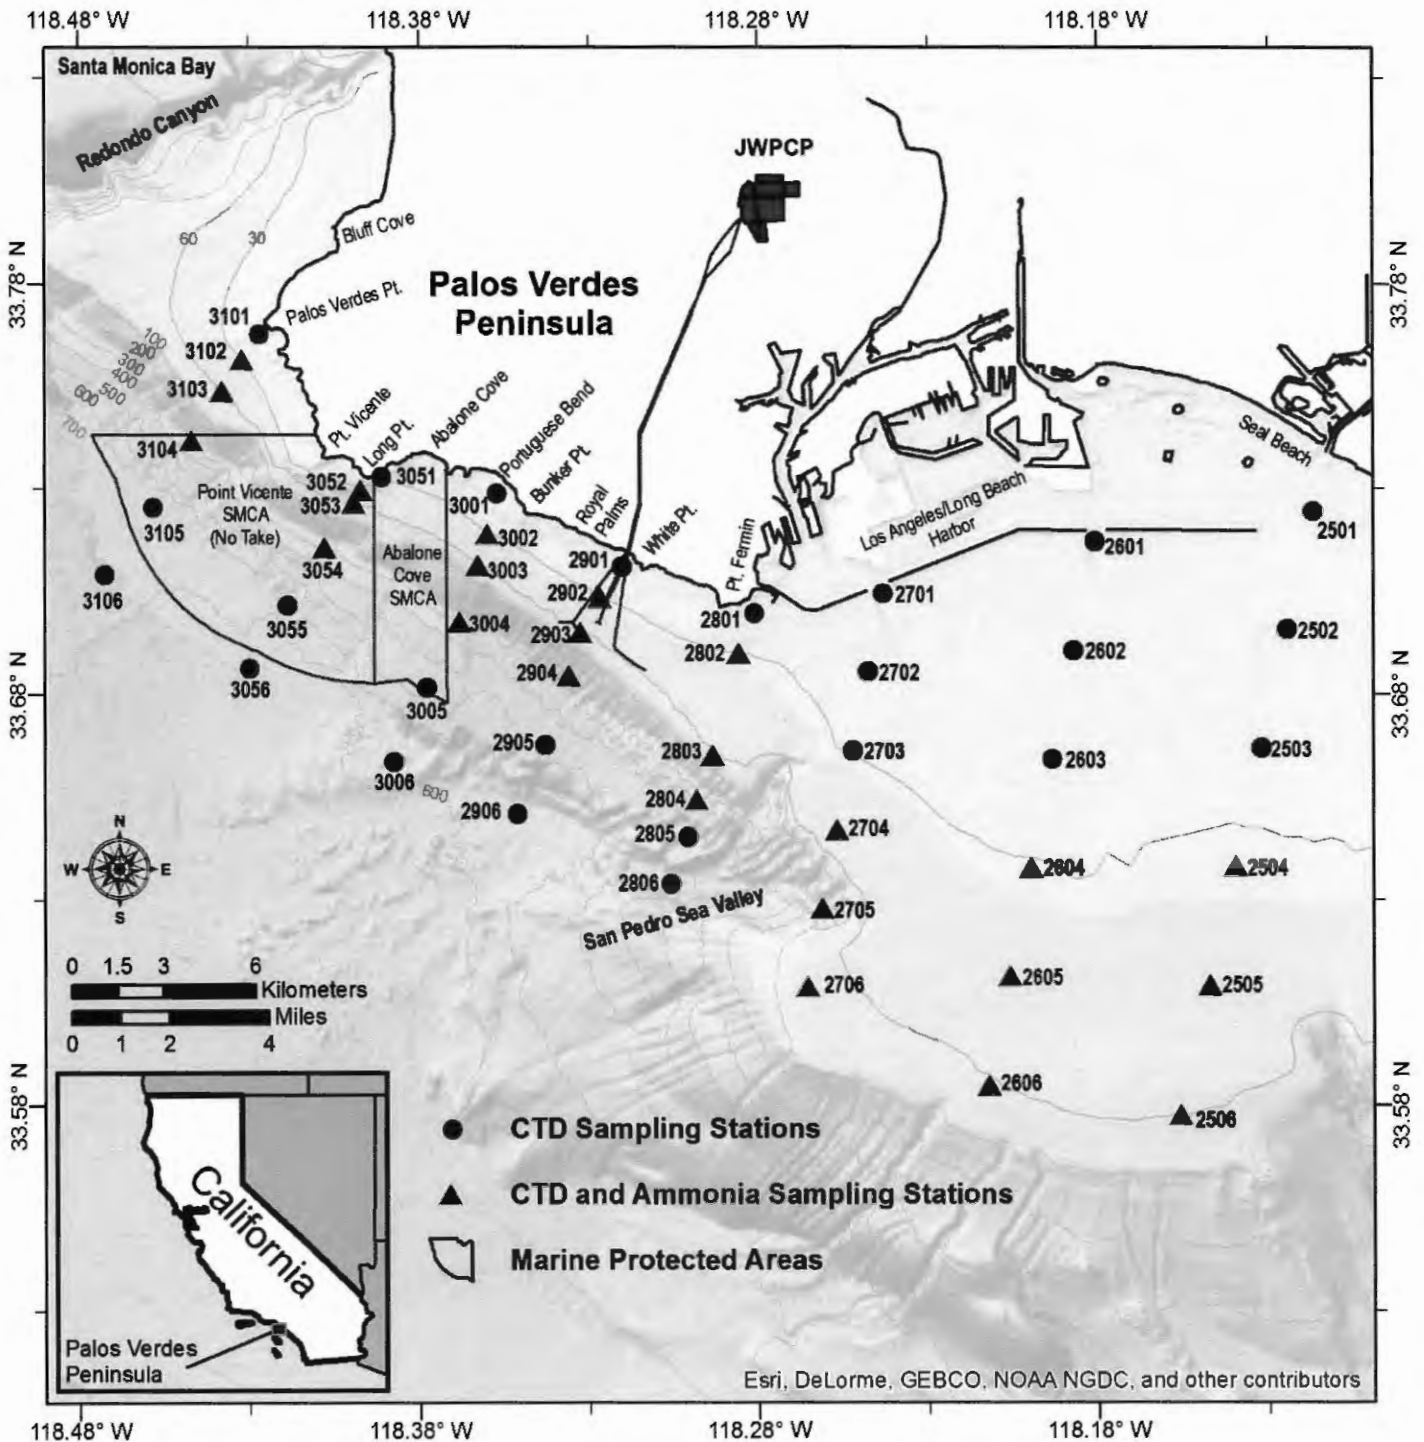 118.48° W
118.38° W
118.28° W
118.18° W
Santa Monica Bay
Redondo Canyon
JWPCP
60
30
Bluff Cove
33.78° N
33.78° N
Palos Verdes Pt.
Palos Verdes
Peninsula
3101
3102
3103
100
200
300
400
500
600
700
3104
Pt. Vicente
Long Pt.
Abalone Cove
Portuguese Bend
Bunker Pt.
Royal
Palms
White Pt.
Pt. Fermin
Los Angeles/Long Beach
Harbor
Seal Beach
3052
3053
3051
3001
Point Vicente
SMCA
(No Take)
3105
3054
3002
3003
Abalone
Cove
SMCA
3106
3055
3004
3056
3005
3006
2901
2902
2903
2904
2905
2906
600
2801
2802
2803
2804
2805
2806
2701
2702
2703
2704
2705
2706
2601
2602
2603
2604
2605
2606
2501
2502
2503
2504
2505
2506
33.68° N
33.68° N
San Pedro Sea Valley
N
W
E
S
0 1.5 3 6
Kilometers
Miles
0 1 2 4
33.58° N
33.58° N
California
Palos Verdes
Peninsula
CTD Sampling Stations
CTD and Ammonia Sampling Stations
Marine Protected Areas
Esri, DeLorme, GEBCO, NOAA NGDC, and other contributors
118.48° W
118.38° W
118.28° W
118.18° W